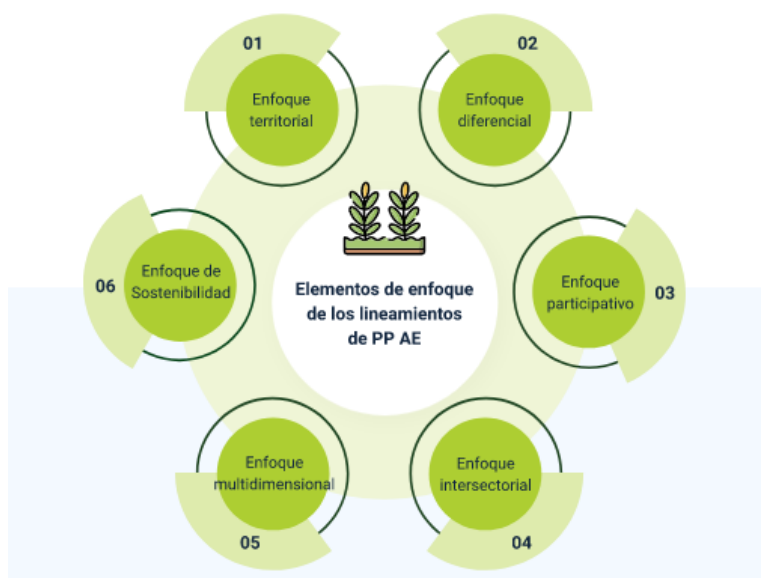 01
Enfoque
territorial
02
Enfoque
diferencial
03
Enfoque
participativo
04
Enfoque
intersectorial
05
Enfoque
multidimensional
06
Enfoque de
Sostenibilidad
Elementos de enfoque
de los lineamientos
de PP AE